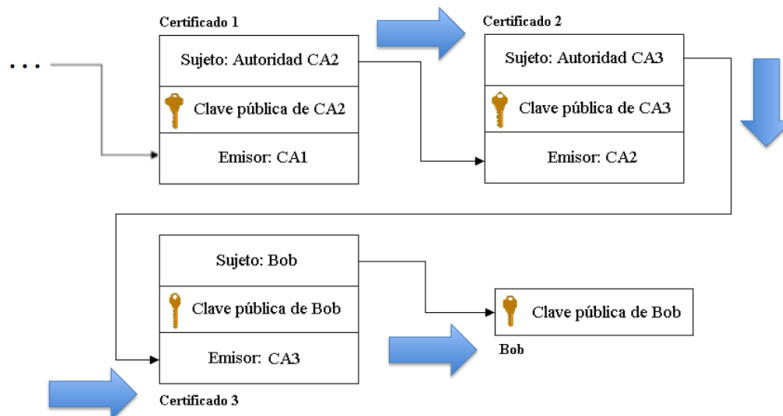 Certificado 1
Sujeto: Autoridad CA2
Clave pública de CA2
Emisor: CA1
Certificado 2
Sujeto: Autoridad CA3
Clave pública de CA3
Emisor: CA2
...
Sujeto: Bob
Clave pública de Bob
Emisor: CA3
Certificado 3
Clave pública de Bob
Bob